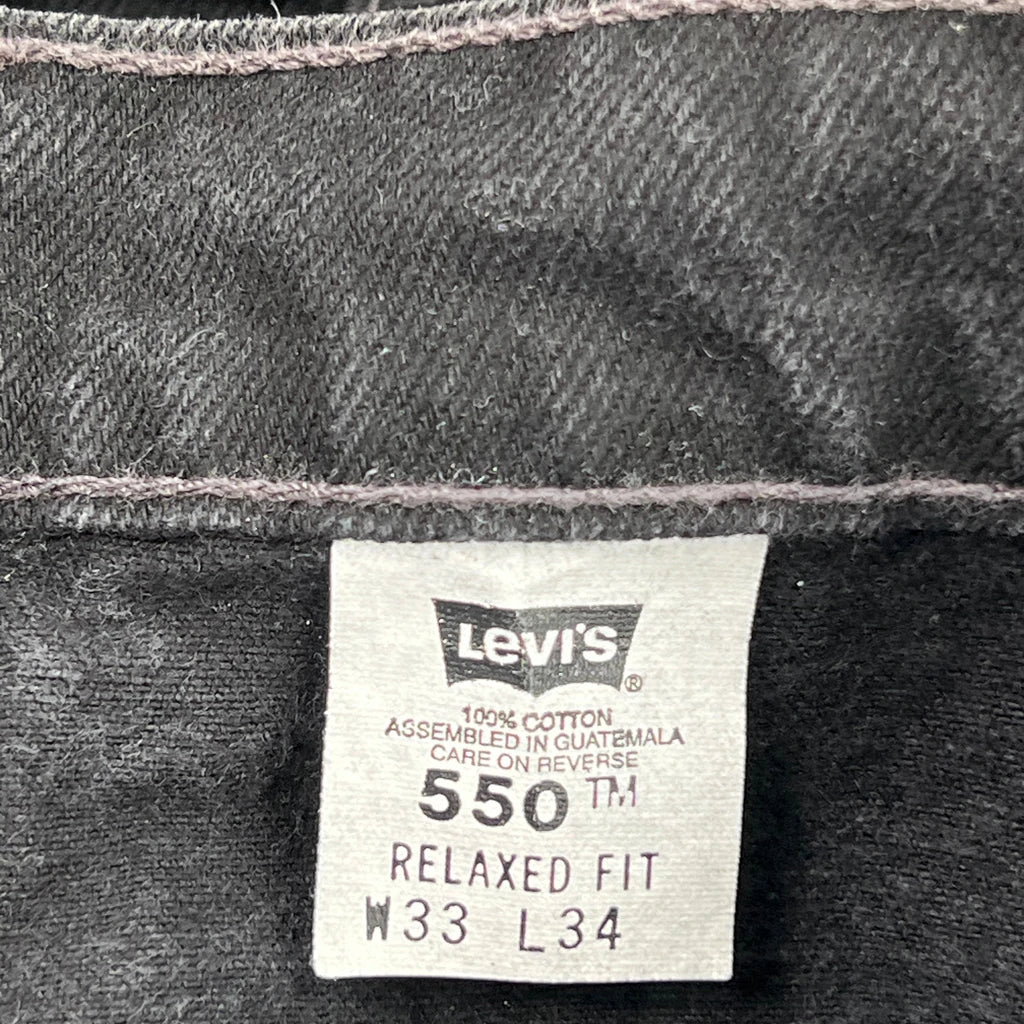 Levi's
®
100% COTTON
ASSEMBLED IN GUATEMALA
CARE ON REVERSE
550 TM
RELAXED FIT
W33 L34